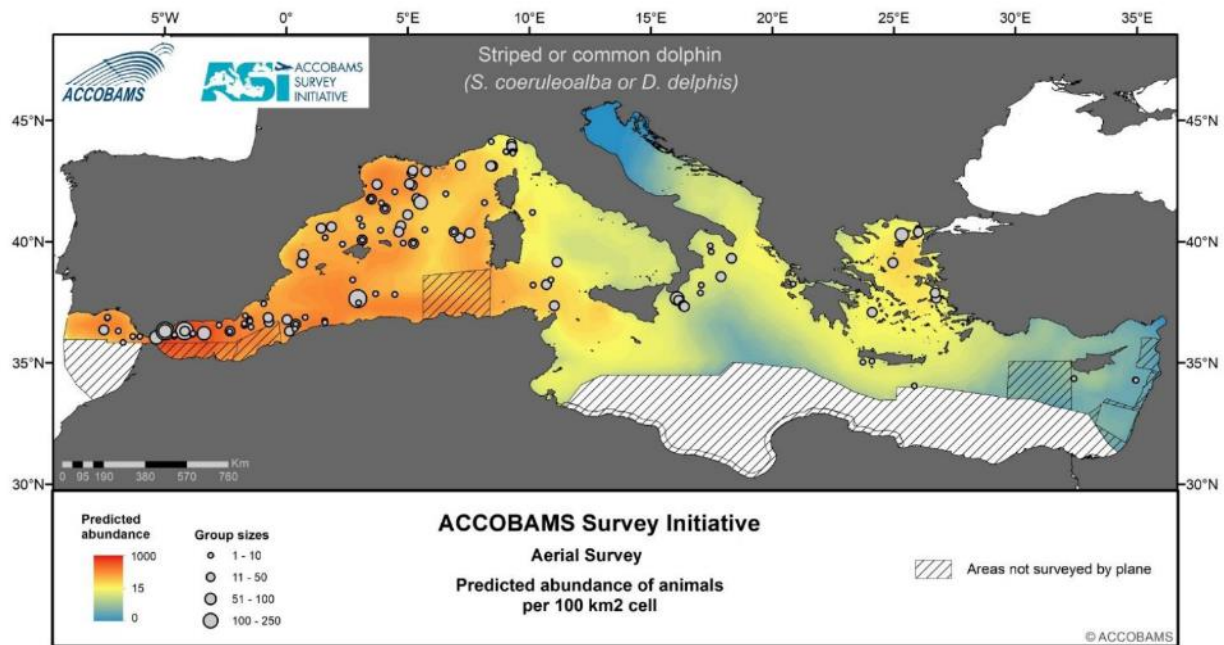 5°W 0° 5°E 10°E 15°E 20°E 25°E 30°E 35°E
ACCOBAMS
ASI ACCOBAMS
SURVEY
INITIATIVE
Striped or common dolphin
(S. coeruleoalba or D. delphis)
45°N 45°N
40°N 40°N
35°N 35°N
30°N 30°N
Km
0 95 190 380 570 760
Predicted
abundance
1000
15
0
Group sizes
1 - 10
11 - 50
51 - 100
100 - 250
ACCOBAMS Survey Initiative
Aerial Survey
Predicted abundance of animals
per 100 km2 cell
Areas not surveyed by plane
© ACCOBAMS